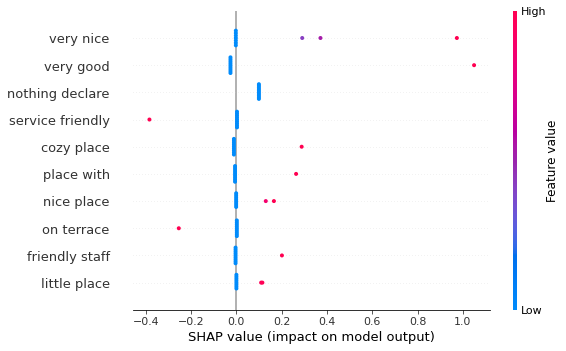 High
very nice
very good
nothing declare
service friendly
cozy place
place with
nice place
on terrace
friendly staff
little place
Feature value
Low
−0.4 −0.2 0.0 0.2 0.4 0.6 0.8 1.0
SHAP value (impact on model output)